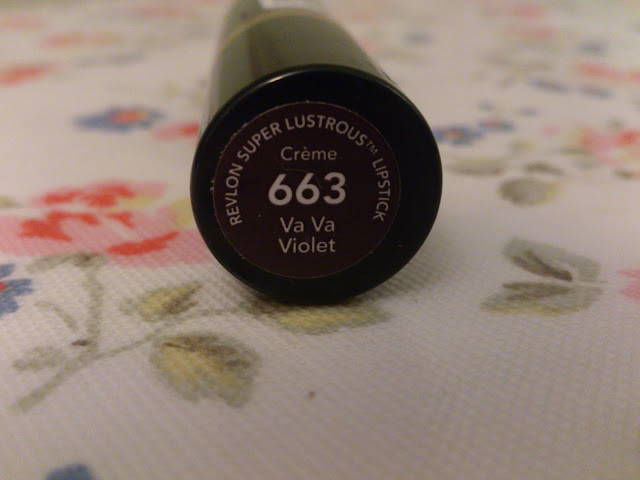 REVLON SUPER LUSTROUS™ LIPSTICK
Crème
663
Va Va
Violet